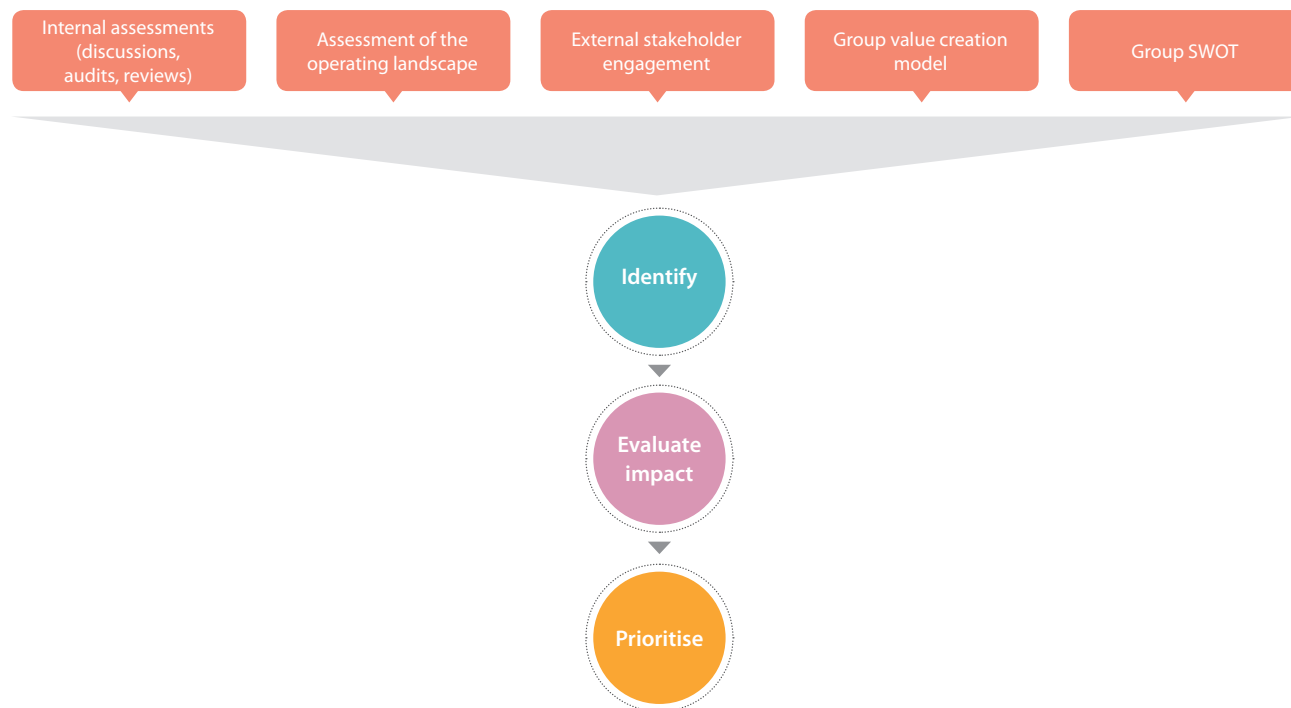 Internal assessments
(discussions,
audits, reviews)
Assessment of the
operating landscape
External stakeholder
engagement
Group value creation
model
Group SWOT
Identify
Evaluate
impact
Prioritise